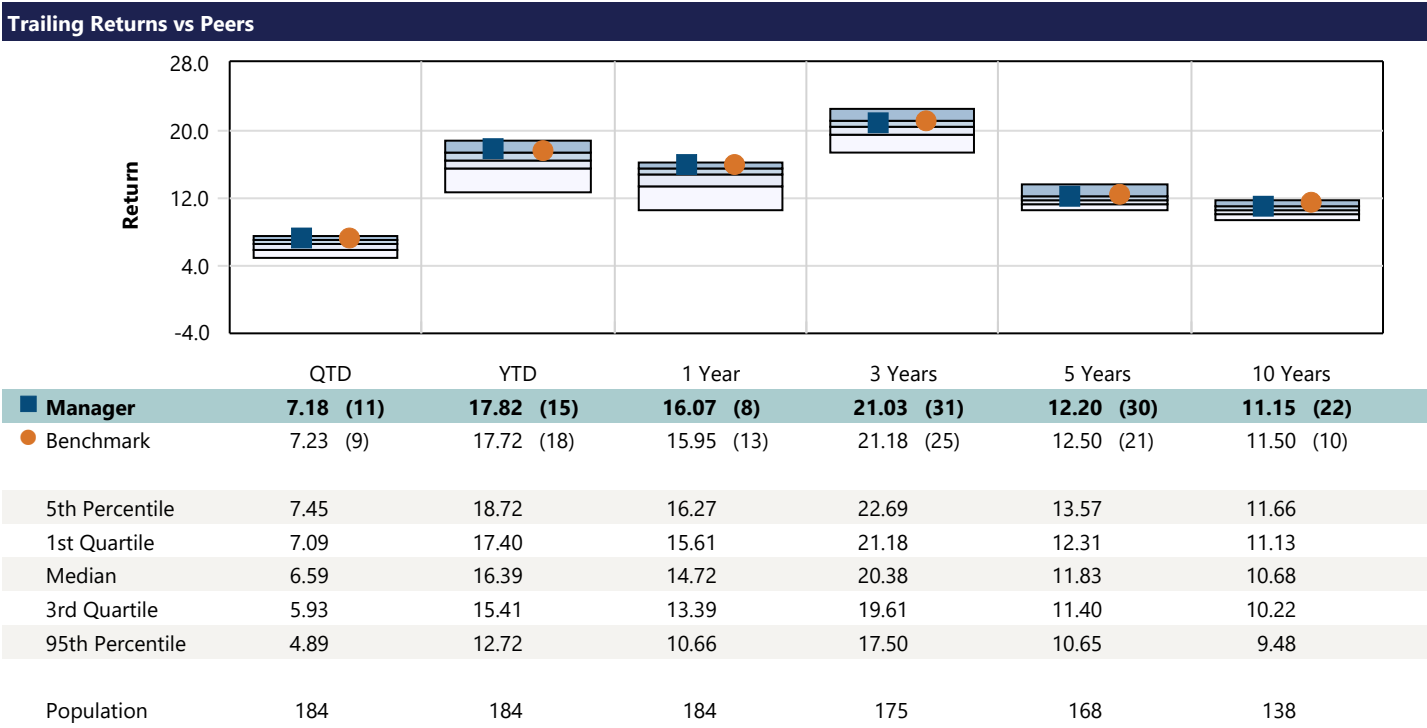 Trailing Returns vs Peers
28.0
20.0
12.0
4.0
-4.0
Return
QTD YTD 1 Year 3 Years 5 Years 10 Years
Manager 7.18 (11) 17.82 (15) 16.07 (8) 21.03 (31) 12.20 (30) 11.15 (22)
Benchmark 7.23 (9) 17.72 (18) 15.95 (13) 21.18 (25) 12.50 (21) 11.50 (10)
5th Percentile 7.45 18.72 16.27 22.69 13.57 11.66
1st Quartile 7.09 17.40 15.61 21.18 12.31 11.13
Median 6.59 16.39 14.72 20.38 11.83 10.68
3rd Quartile 5.93 15.41 13.39 19.61 11.40 10.22
95th Percentile 4.89 12.72 10.66 17.50 10.65 9.48
Population 184 184 184 175 168 138